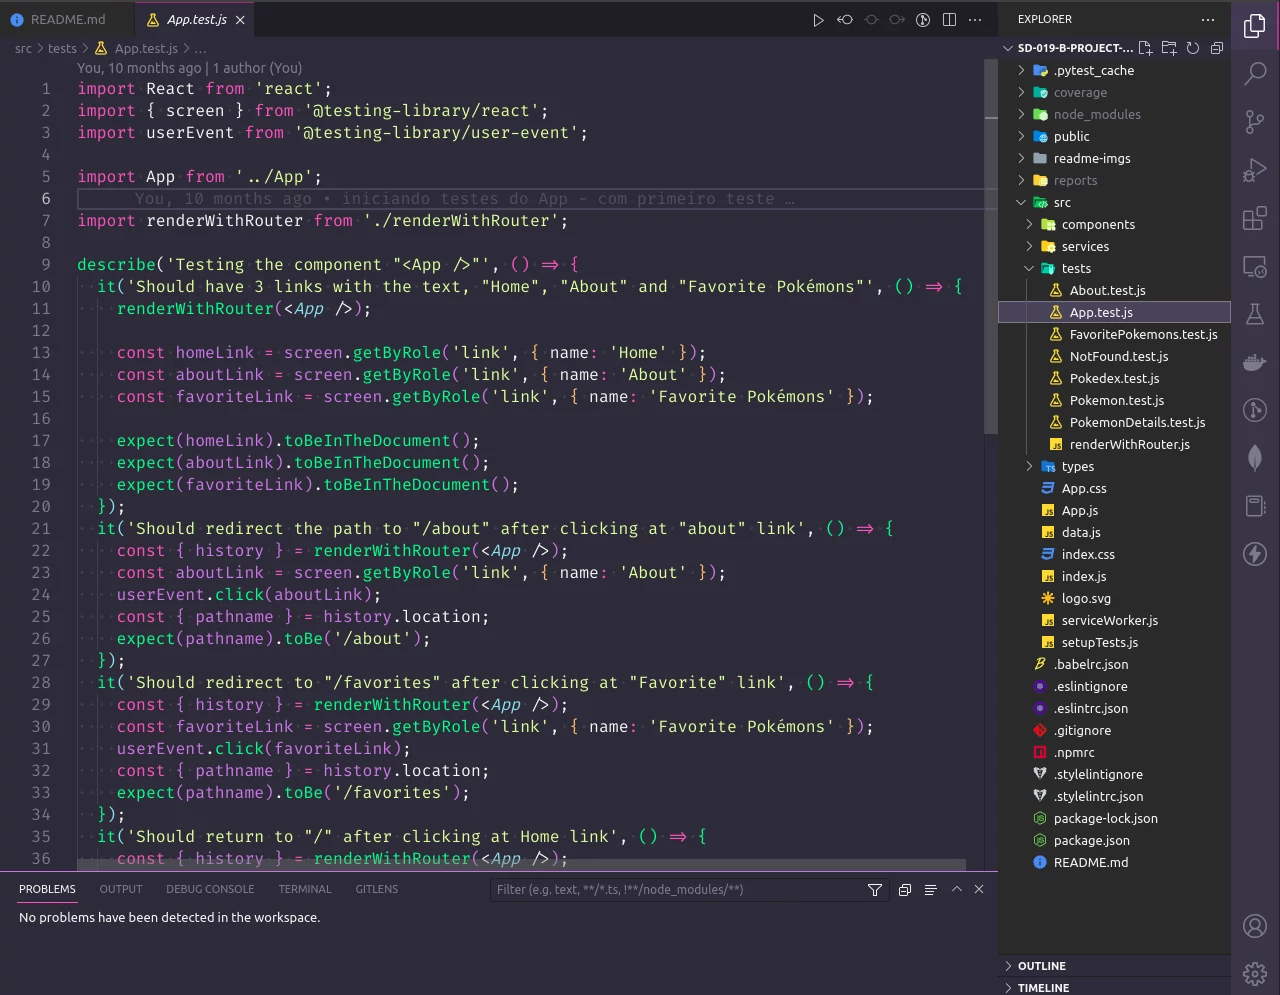 README.md
App.test.js
src > tests > App.test.js > ...
You, 10 months ago | 1 author (You)
1 import React from 'react';
2 import { screen } from '@testing-library/react';
3 import userEvent from '@testing-library/user-event';
4
5 import App from '../App';
6 You, 10 months ago • iniciando testes do App - com primeiro teste …
7 import renderWithRouter from './renderWithRouter';
8
9 describe('Testing the component "<App />"', () => {
10 it('Should have 3 links with the text, "Home", "About" and "Favorite Pokémons"', () => {
11 renderWithRouter(<App />);
12
13 const homeLink = screen.getByRole('link', { name: 'Home' });
14 const aboutLink = screen.getByRole('link', { name: 'About' });
15 const favoriteLink = screen.getByRole('link', { name: 'Favorite Pokémons' });
16
17 expect(homeLink).toBeInTheDocument();
18 expect(aboutLink).toBeInTheDocument();
19 expect(favoriteLink).toBeInTheDocument();
20 });
21 it('Should redirect the path to "/about" after clicking at "about" link', () => {
22 const { history } = renderWithRouter(<App />);
23 const aboutLink = screen.getByRole('link', { name: 'About' });
24 userEvent.click(aboutLink);
25 const { pathname } = history.location;
26 expect(pathname).toBe('/about');
27 });
28 it('Should redirect to "/favorites" after clicking at "Favorite" link', () => {
29 const { history } = renderWithRouter(<App />);
30 const favoriteLink = screen.getByRole('link', { name: 'Favorite Pokémons' });
31 userEvent.click(favoriteLink);
32 const { pathname } = history.location;
33 expect(pathname).toBe('/favorites');
34 });
35 it('Should return to "/" after clicking at Home link', () => {
36 const { history } = renderWithRouter(<App />);
PROBLEMS OUTPUT DEBUG CONSOLE TERMINAL GITLENS
Filter (e.g. text, **/*.ts, !**/node_modules/**)
No problems have been detected in the workspace.
EXPLORER
SD-019-B-PROJECT-...
.pytest_cache
coverage
node_modules
public
readme-imgs
reports
src
components
services
tests
About.test.js
App.test.js
FavoritePokemons.test.js
NotFound.test.js
Pokedex.test.js
Pokemon.test.js
PokemonDetails.test.js
renderWithRouter.js
types
App.css
App.js
data.js
index.css
index.js
logo.svg
serviceWorker.js
setupTests.js
.babelrc.json
.eslintignore
.eslintrc.json
.gitignore
.npmrc
.stylelintignore
.stylelintrc.json
package-lock.json
package.json
README.md
OUTLINE
TIMELINE